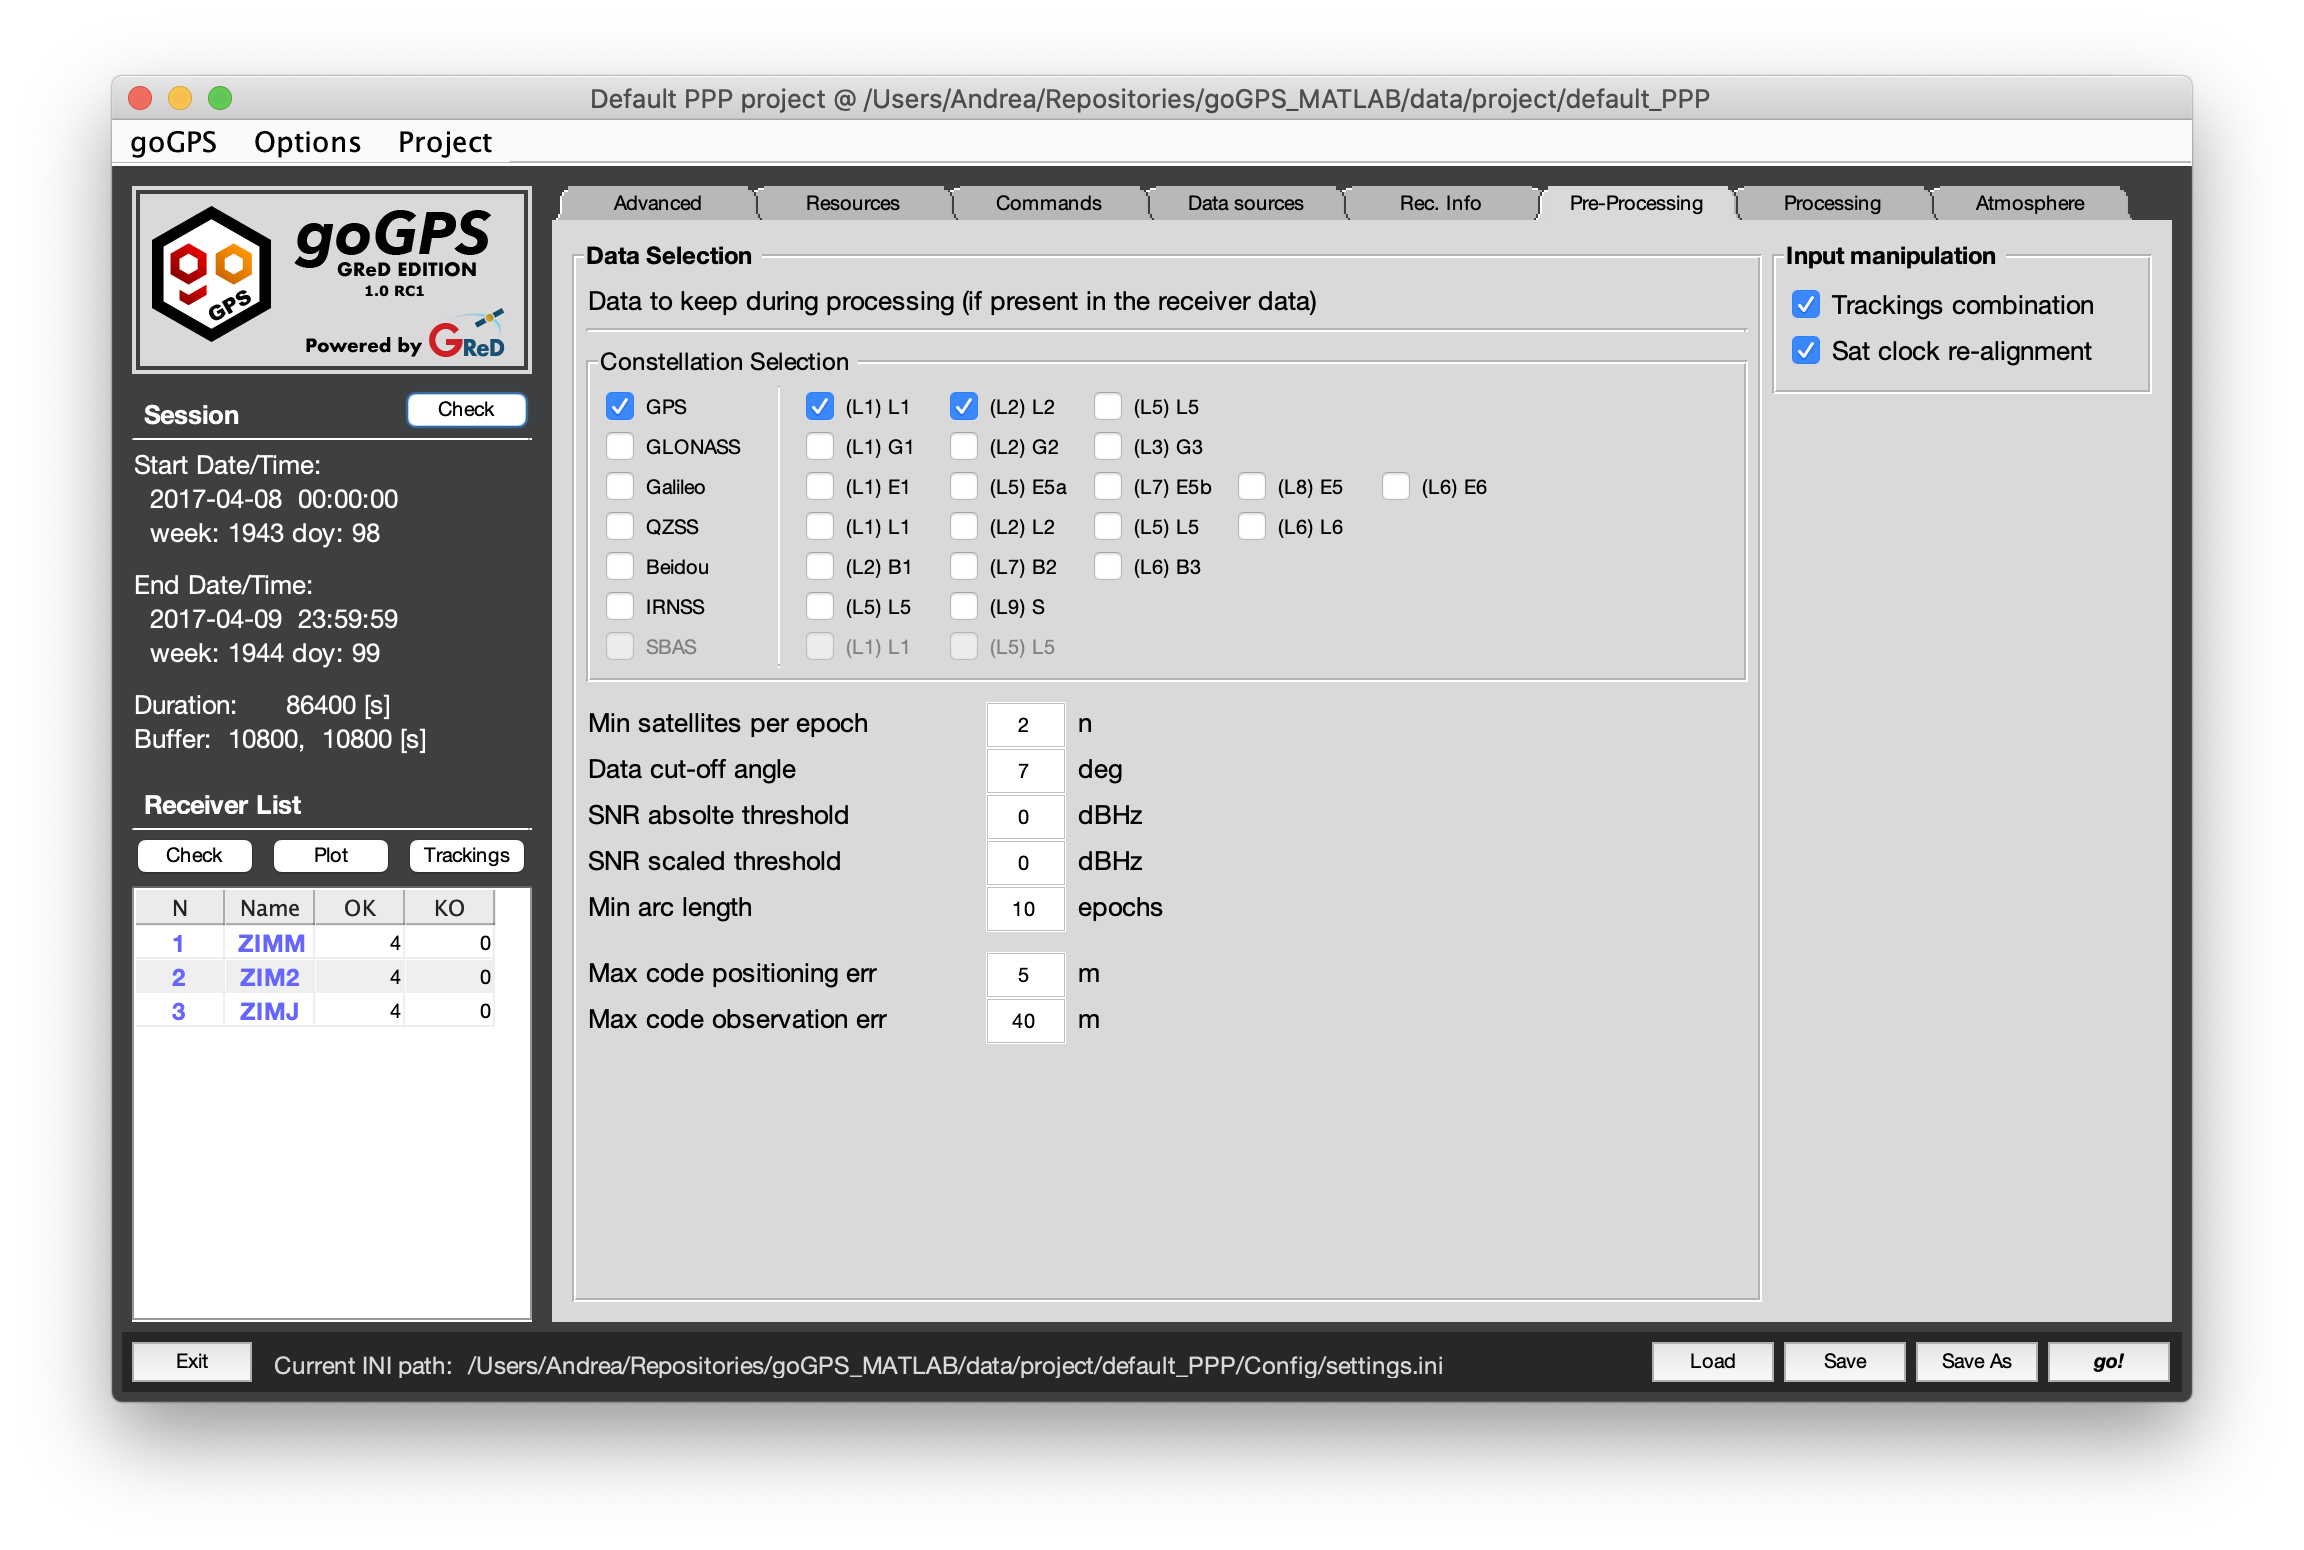 Default PPP project @ /Users/Andrea/Repositories/goGPS_MATLAB/data/project/default_PPP
goGPS Options Project
go GPS
goGPS
GReD EDITION
1.0 RC1
Powered by GReD
Session Check
Start Date/Time:
2017-04-08 00:00:00
week: 1943 doy: 98
End Date/Time:
2017-04-09 23:59:59
week: 1944 doy: 99
Duration: 86400 [s]
Buffer: 10800, 10800 [s]
Receiver List
Check Plot Trackings
N Name OK KO
1 ZIMM 4 0
2 ZIM2 4 0
3 ZIMJ 4 0
Advanced Resources Commands Data sources Rec. Info Pre-Processing Processing Atmosphere
Data Selection
Data to keep during processing (if present in the receiver data)
Constellation Selection
GPS (L1) L1 (L2) L2 (L5) L5
GLONASS (L1) G1 (L2) G2 (L3) G3
Galileo (L1) E1 (L5) E5a (L7) E5b (L8) E5 (L6) E6
QZSS (L1) L1 (L2) L2 (L5) L5 (L6) L6
Beidou (L2) B1 (L7) B2 (L6) B3
IRNSS (L5) L5 (L9) S
SBAS (L1) L1 (L5) L5
Min satellites per epoch 2 n
Data cut-off angle 7 deg
SNR absolte threshold 0 dBHz
SNR scaled threshold 0 dBHz
Min arc length 10 epochs
Max code positioning err 5 m
Max code observation err 40 m
Input manipulation
Trackings combination
Sat clock re-alignment
Exit Current INI path: /Users/Andrea/Repositories/goGPS_MATLAB/data/project/default_PPP/Config/settings.ini Load Save Save As go!